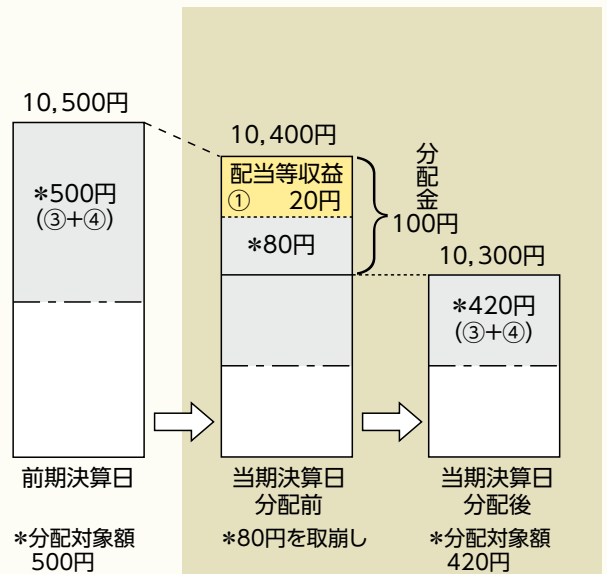 10,500円
*500円
(③+④)
前期決算日
*分配対象額
500円
10,400円
配当等収益
① 20円
*80円
分配金
100円
当期決算日
分配前
*80円を取崩し
10,300円
*420円
(③+④)
当期決算日
分配後
*分配対象額
420円